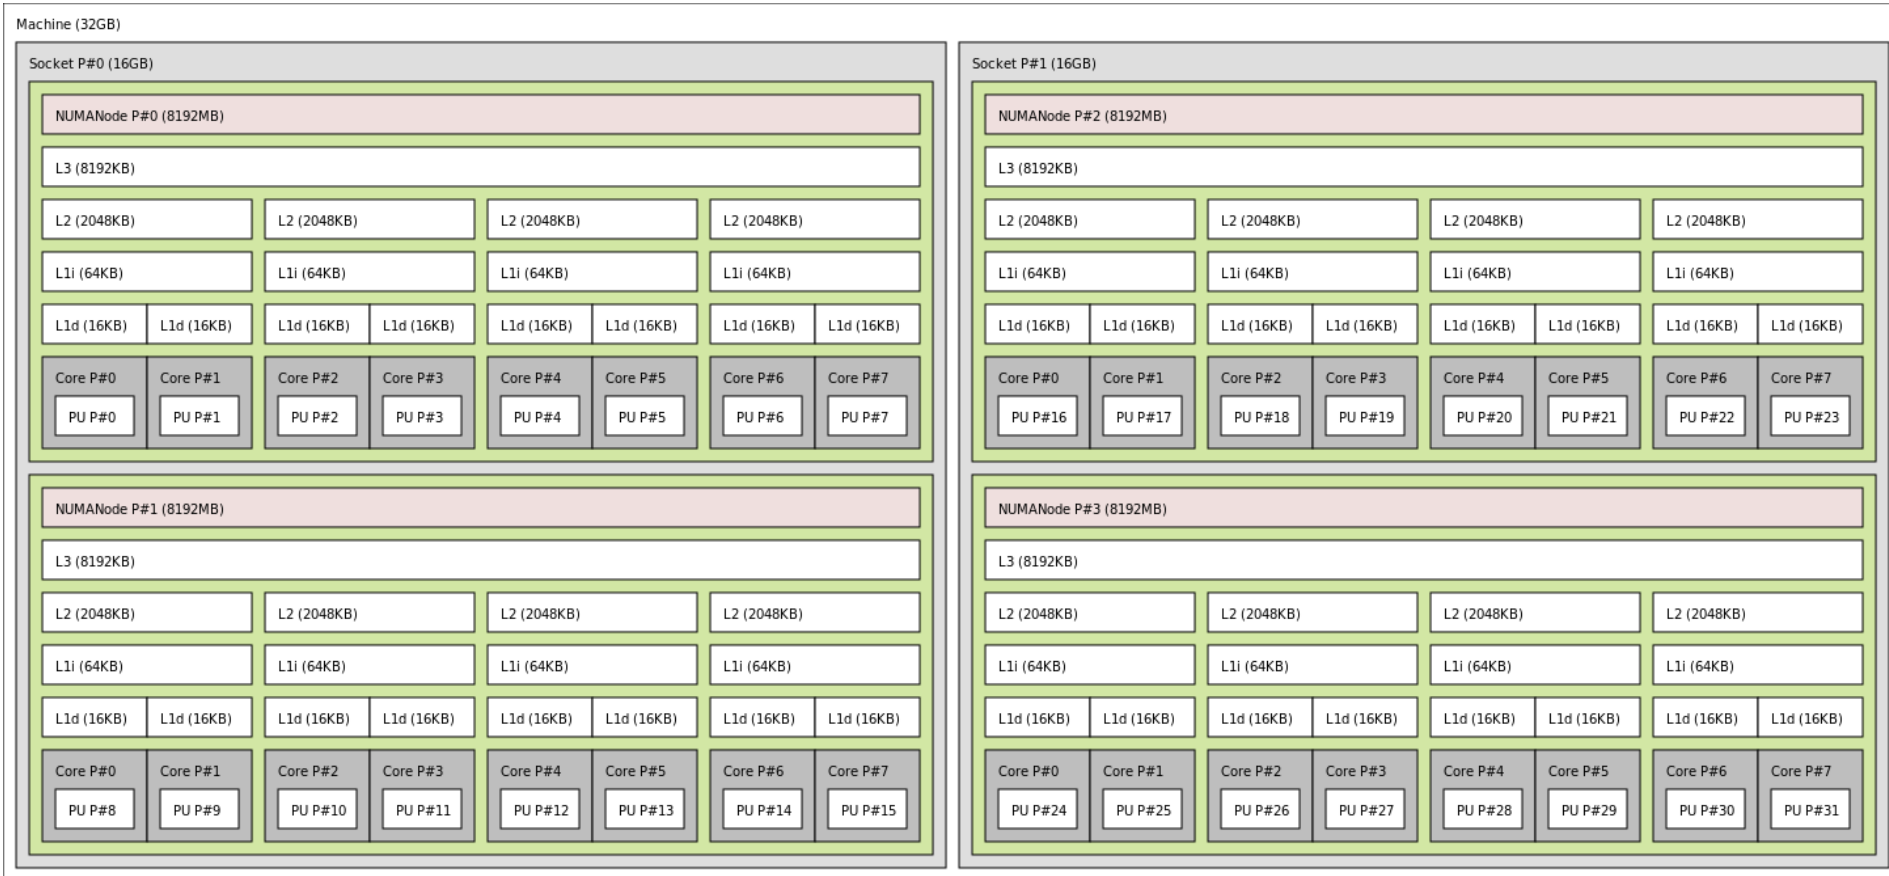 Machine (32GB)
Socket P#0 (16GB)
NUMANode P#0 (8192MB)
L3 (8192KB)
L2 (2048KB) L2 (2048KB) L2 (2048KB) L2 (2048KB)
L1i (64KB) L1i (64KB) L1i (64KB) L1i (64KB)
L1d (16KB) L1d (16KB) L1d (16KB) L1d (16KB) L1d (16KB) L1d (16KB) L1d (16KB) L1d (16KB)
Core P#0 Core P#1 Core P#2 Core P#3 Core P#4 Core P#5 Core P#6 Core P#7
PU P#0 PU P#1 PU P#2 PU P#3 PU P#4 PU P#5 PU P#6 PU P#7
NUMANode P#1 (8192MB)
L3 (8192KB)
L2 (2048KB) L2 (2048KB) L2 (2048KB) L2 (2048KB)
L1i (64KB) L1i (64KB) L1i (64KB) L1i (64KB)
L1d (16KB) L1d (16KB) L1d (16KB) L1d (16KB) L1d (16KB) L1d (16KB) L1d (16KB) L1d (16KB)
Core P#0 Core P#1 Core P#2 Core P#3 Core P#4 Core P#5 Core P#6 Core P#7
PU P#8 PU P#9 PU P#10 PU P#11 PU P#12 PU P#13 PU P#14 PU P#15
Socket P#1 (16GB)
NUMANode P#2 (8192MB)
L3 (8192KB)
L2 (2048KB) L2 (2048KB) L2 (2048KB) L2 (2048KB)
L1i (64KB) L1i (64KB) L1i (64KB) L1i (64KB)
L1d (16KB) L1d (16KB) L1d (16KB) L1d (16KB) L1d (16KB) L1d (16KB) L1d (16KB) L1d (16KB)
Core P#0 Core P#1 Core P#2 Core P#3 Core P#4 Core P#5 Core P#6 Core P#7
PU P#16 PU P#17 PU P#18 PU P#19 PU P#20 PU P#21 PU P#22 PU P#23
NUMANode P#3 (8192MB)
L3 (8192KB)
L2 (2048KB) L2 (2048KB) L2 (2048KB) L2 (2048KB)
L1i (64KB) L1i (64KB) L1i (64KB) L1i (64KB)
L1d (16KB) L1d (16KB) L1d (16KB) L1d (16KB) L1d (16KB) L1d (16KB) L1d (16KB) L1d (16KB)
Core P#0 Core P#1 Core P#2 Core P#3 Core P#4 Core P#5 Core P#6 Core P#7
PU P#24 PU P#25 PU P#26 PU P#27 PU P#28 PU P#29 PU P#30 PU P#31